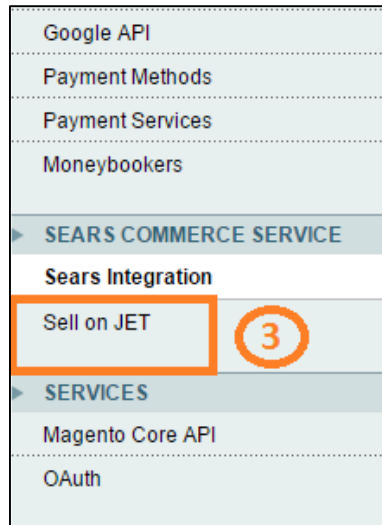 Google API
Payment Methods
Payment Services
Moneybookers
SEARS COMMERCE SERVICE
Sears Integration
Sell on JET
3
SERVICES
Magento Core API
OAuth